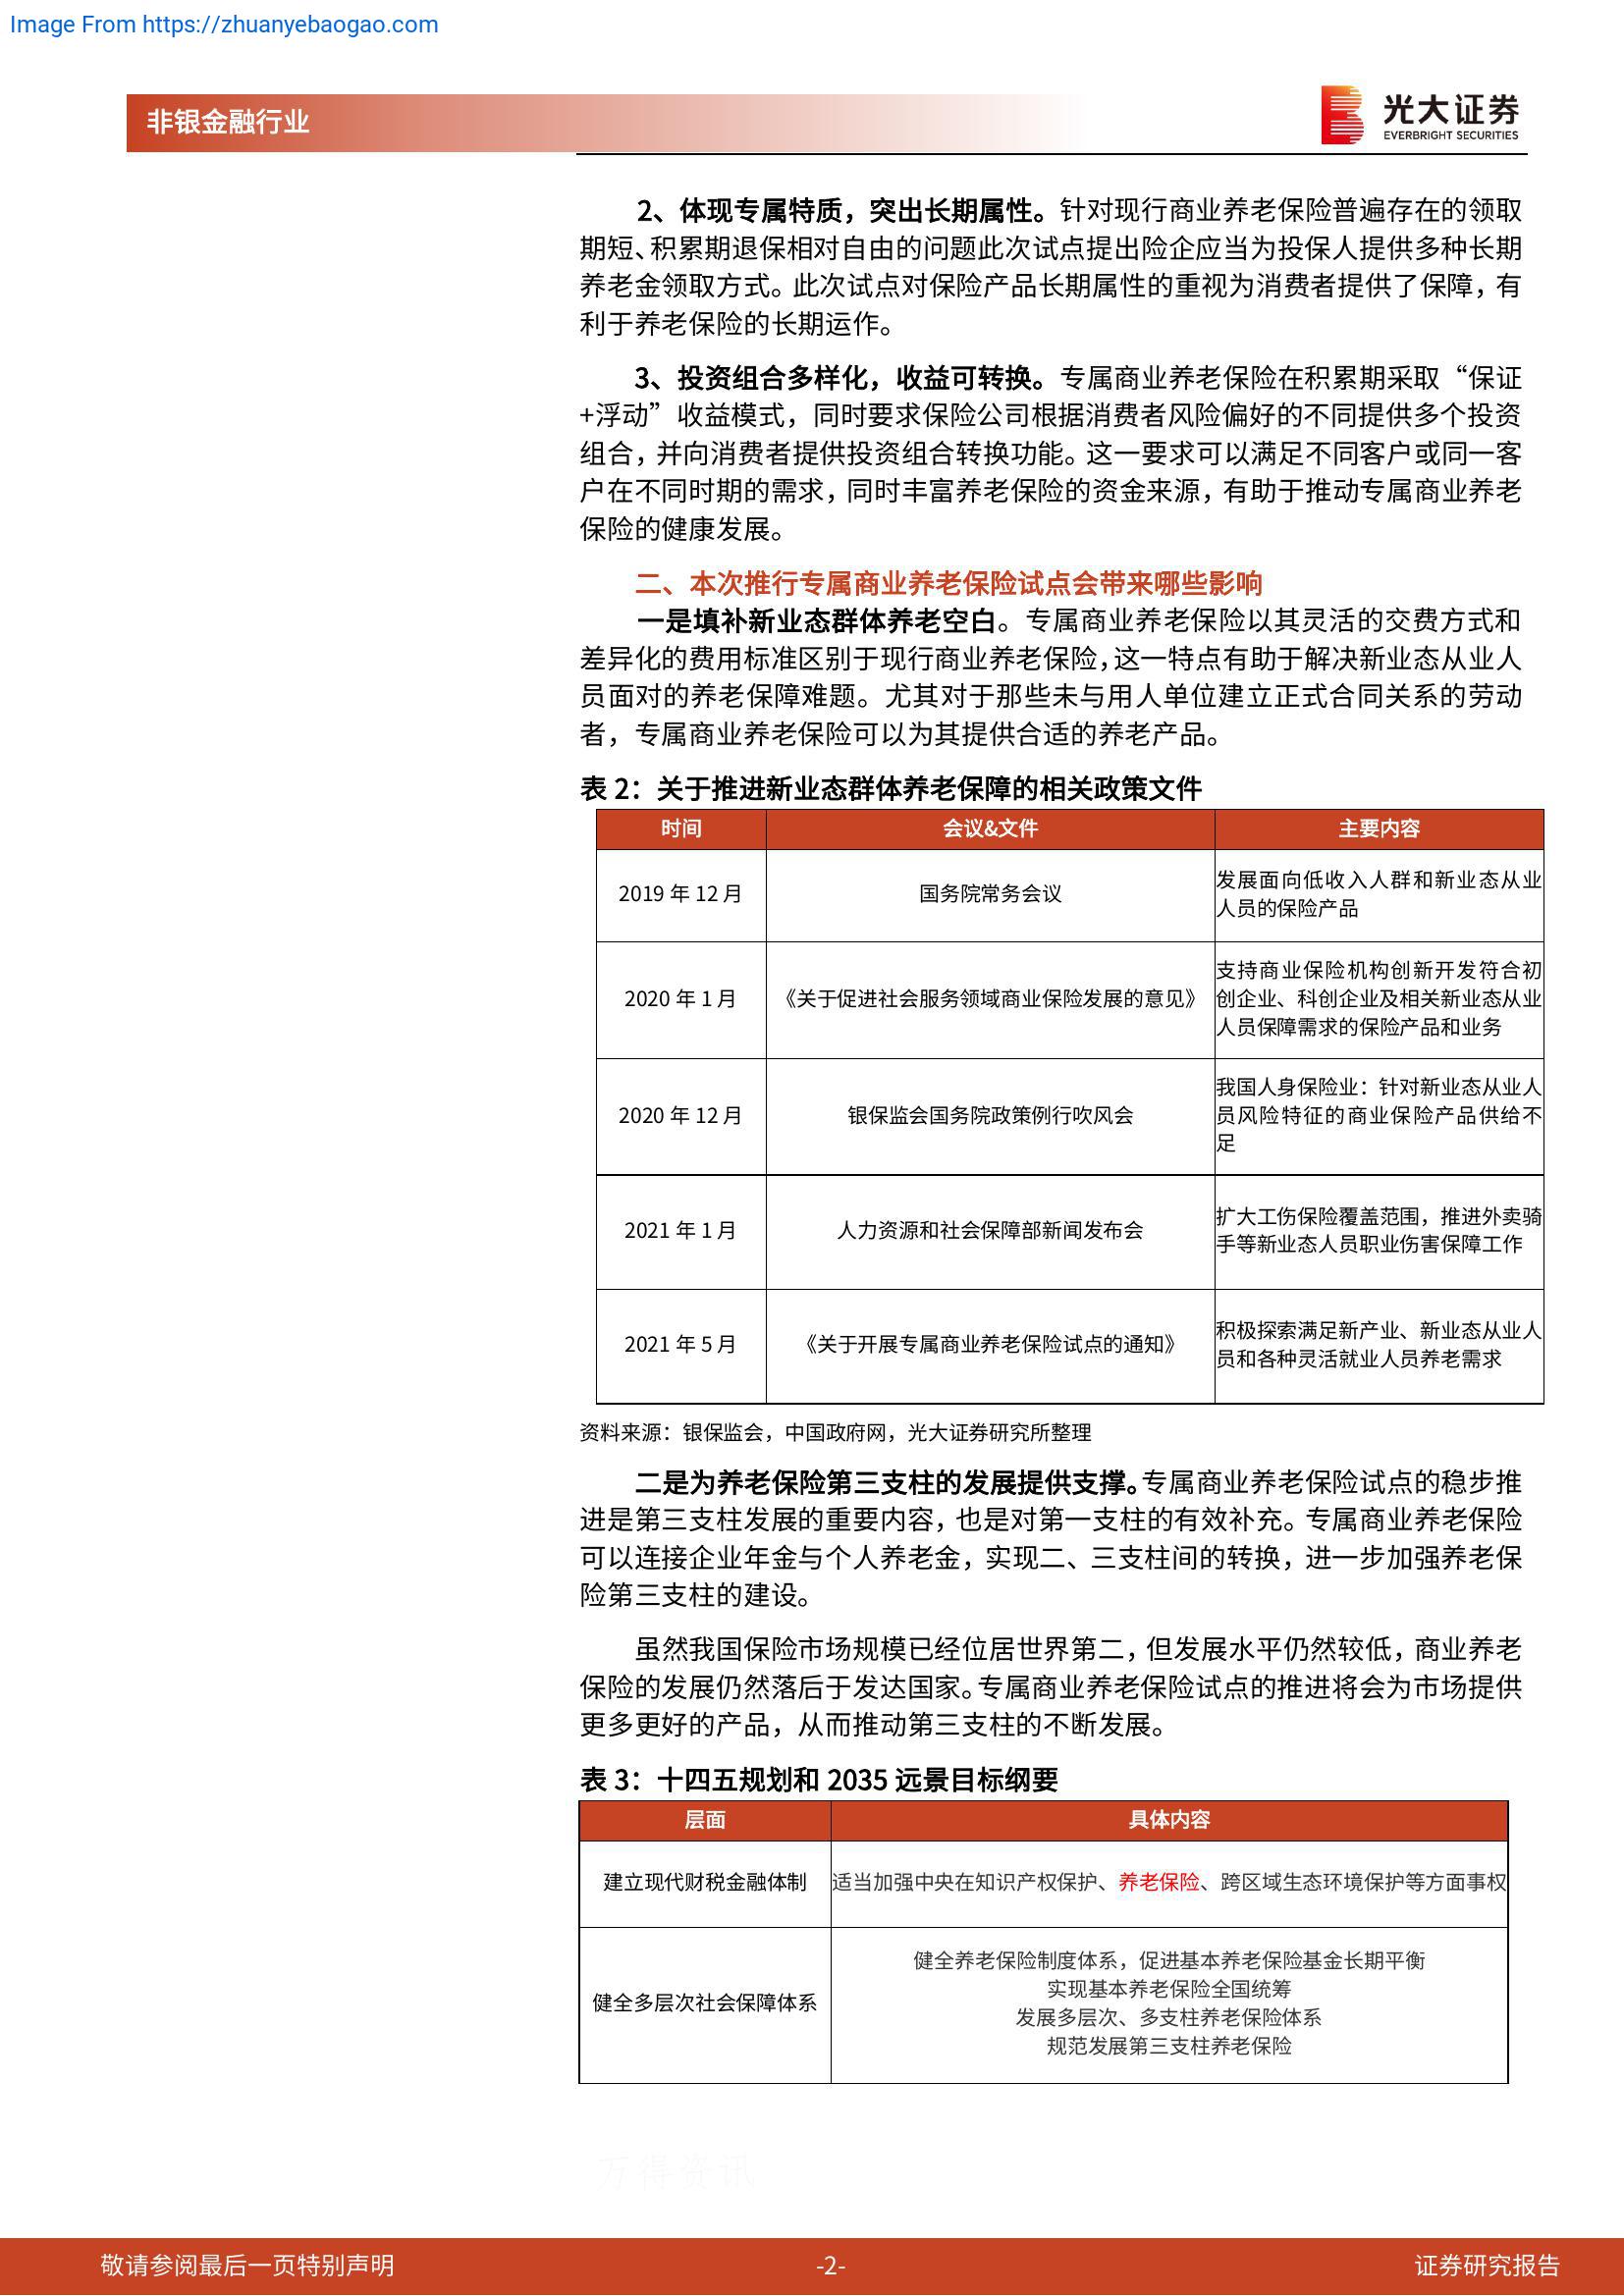 Image From https://zhuanyebaogao.com
非银金融行业
光大证券
EVERBRIGHT SECURITIES
2、体现专属特质，突出长期属性。针对现行商业养老保险普遍存在的领取
期短、积累期退保相对自由的问题此次试点提出险企应当为投保人提供多种长期
养老金领取方式。此次试点对保险产品长期属性的重视为消费者提供了保障，有
利于养老保险的长期运作。
3、投资组合多样化，收益可转换。专属商业养老保险在积累期采取“保证
+浮动”收益模式，同时要求保险公司根据消费者风险偏好的不同提供多个投资
组合，并向消费者提供投资组合转换功能。这一要求可以满足不同客户或同一客
户在不同时期的需求，同时丰富养老保险的资金来源，有助于推动专属商业养老
保险的健康发展。
二、本次推行专属商业养老保险试点会带来哪些影响
一是填补新业态群体养老空白。专属商业养老保险以其灵活的交费方式和
差异化的费用标准区别于现行商业养老保险，这一特点有助于解决新业态从业人
员面对的养老保障难题。尤其对于那些未与用人单位建立正式合同关系的劳动
者，专属商业养老保险可以为其提供合适的养老产品。
表 2：关于推进新业态群体养老保障的相关政策文件
时间 会议&文件 主要内容
2019 年 12 月 国务院常务会议 发展面向低收入人群和新业态从业
人员的保险产品
2020 年 1 月 《关于促进社会服务领域商业保险发展的意见》 支持商业保险机构创新开发符合初
创企业、科创企业及相关新业态从业
人员保障需求的保险产品和业务
2020 年 12 月 银保监会国务院政策例行吹风会 我国人身保险业：针对新业态从业人
员风险特征的商业保险产品供给不
足
2021 年 1 月 人力资源和社会保障部新闻发布会 扩大工伤保险覆盖范围，推进外卖骑
手等新业态人员职业伤害保障工作
2021 年 5 月 《关于开展专属商业养老保险试点的通知》 积极探索满足新产业、新业态从业人
员和各种灵活就业人员养老需求
资料来源：银保监会，中国政府网，光大证券研究所整理
二是为养老保险第三支柱的发展提供支撑。专属商业养老保险试点的稳步推
进是第三支柱发展的重要内容，也是对第一支柱的有效补充。专属商业养老保险
可以连接企业年金与个人养老金，实现二、三支柱间的转换，进一步加强养老保
险第三支柱的建设。
虽然我国保险市场规模已经位居世界第二，但发展水平仍然较低，商业养老
保险的发展仍然落后于发达国家。专属商业养老保险试点的推进将会为市场提供
更多更好的产品，从而推动第三支柱的不断发展。
表 3：十四五规划和 2035 远景目标纲要
层面 具体内容
建立现代财税金融体制 适当加强中央在知识产权保护、养老保险、跨区域生态环境保护等方面事权
健全多层次社会保障体系 健全养老保险制度体系，促进基本养老保险基金长期平衡
实现基本养老保险全国统筹
发展多层次、多支柱养老保险体系
规范发展第三支柱养老保险
万得资讯
敬请参阅最后一页特别声明 -2- 证券研究报告